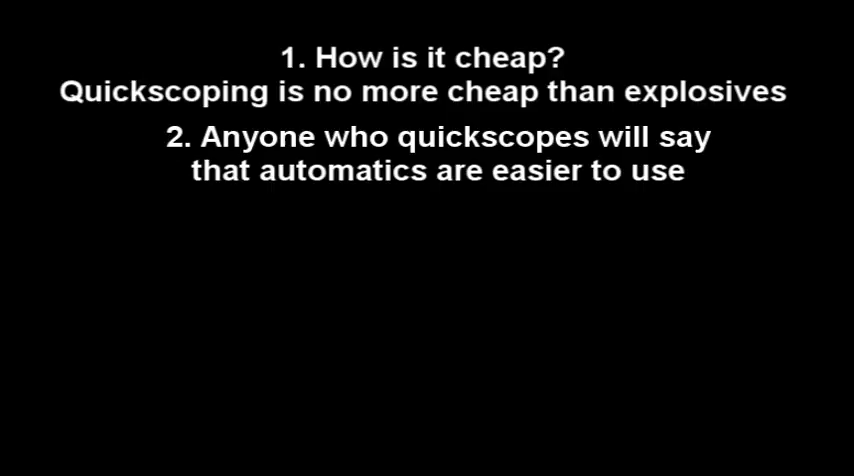 1. How is it cheap?
Quickscoping is no more cheap than explosives
2. Anyone who quickscopes will say
that automatics are easier to use